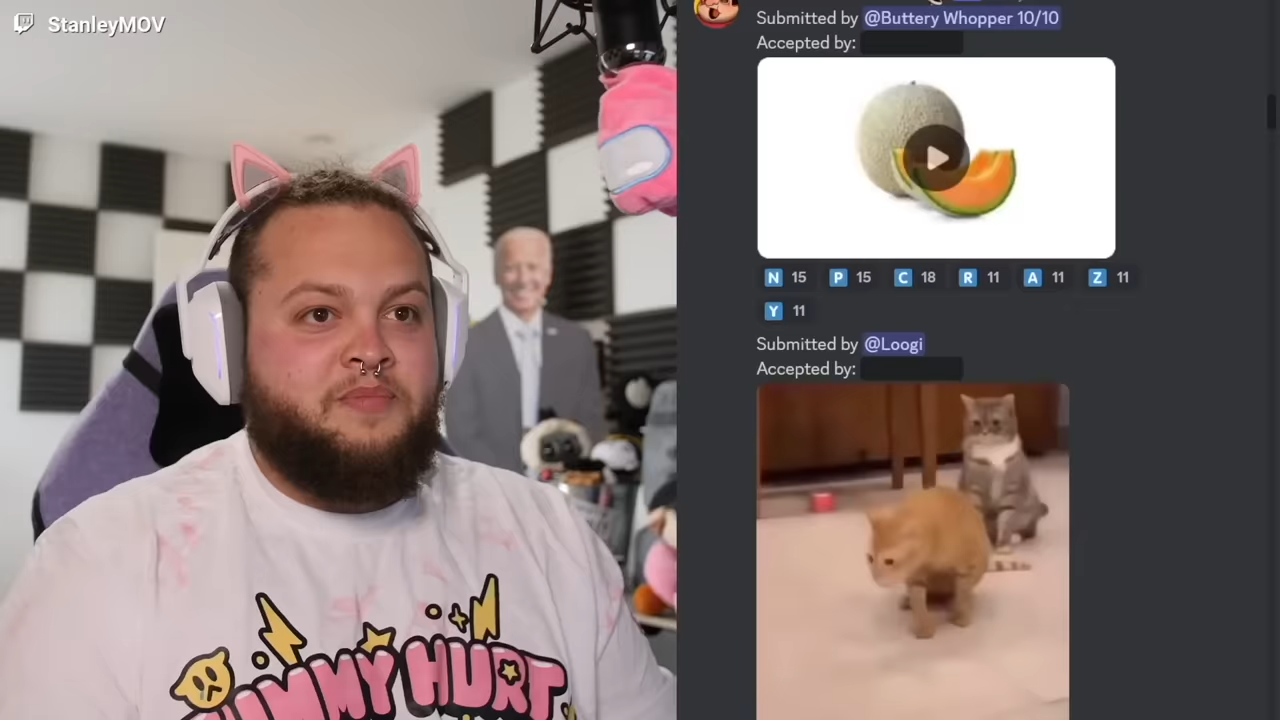 StanleyMOV
Submitted by @Buttery Whopper 10/10
Accepted by:
N 15 P 15 C 18 R 11 A 11 Z 11
Y 11
Submitted by @Loogi
Accepted by:
HURT